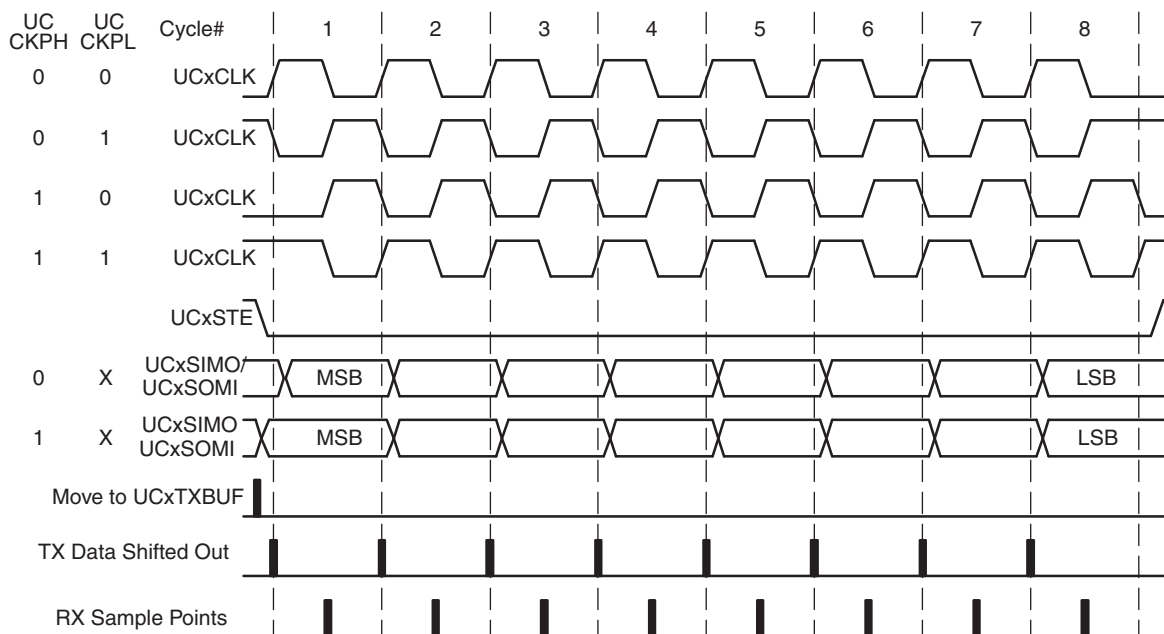 UC UC Cycle# 1 2 3 4 5 6 7 8
CKPH CKPL
0 0 UCxCLK
0 1 UCxCLK
1 0 UCxCLK
1 1 UCxCLK
UCxSTE
0 X UCxSIMO/ MSB LSB
UCxSOMI
1 X UCxSIMO MSB LSB
UCxSOMI
Move to UCxTXBUF
TX Data Shifted Out
RX Sample Points